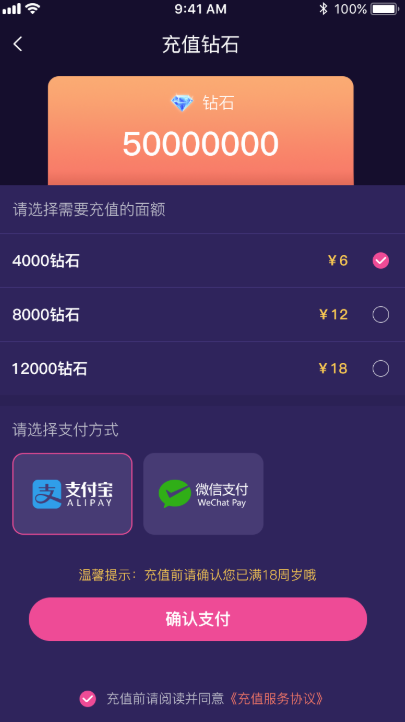 9:41 AM
100%
充值钻石
钻石
50000000
请选择需要充值的面额
4000钻石 ¥6
8000钻石 ¥12
12000钻石 ¥18
请选择支付方式
支 支付宝 微信支付
ALIPAY WeChat Pay
温馨提示：充值前请确认您已满18周岁哦
确认支付
充值前请阅读并同意《充值服务协议》